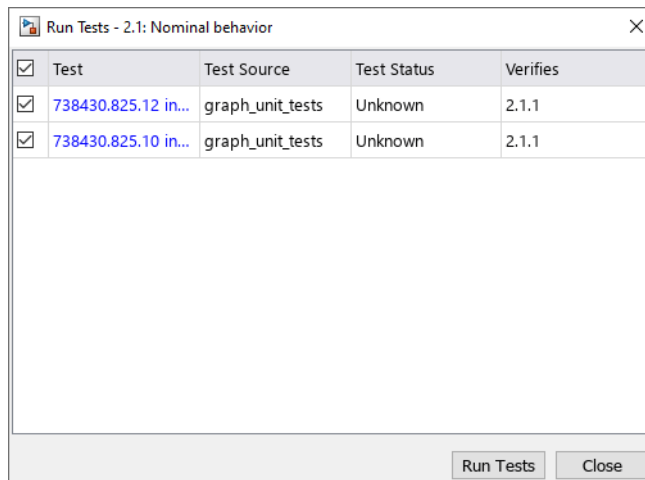 Run Tests - 2.1: Nominal behavior
Test Test Source Test Status Verifies
738430.825.12 in... graph_unit_tests Unknown 2.1.1
738430.825.10 in... graph_unit_tests Unknown 2.1.1
Run Tests Close